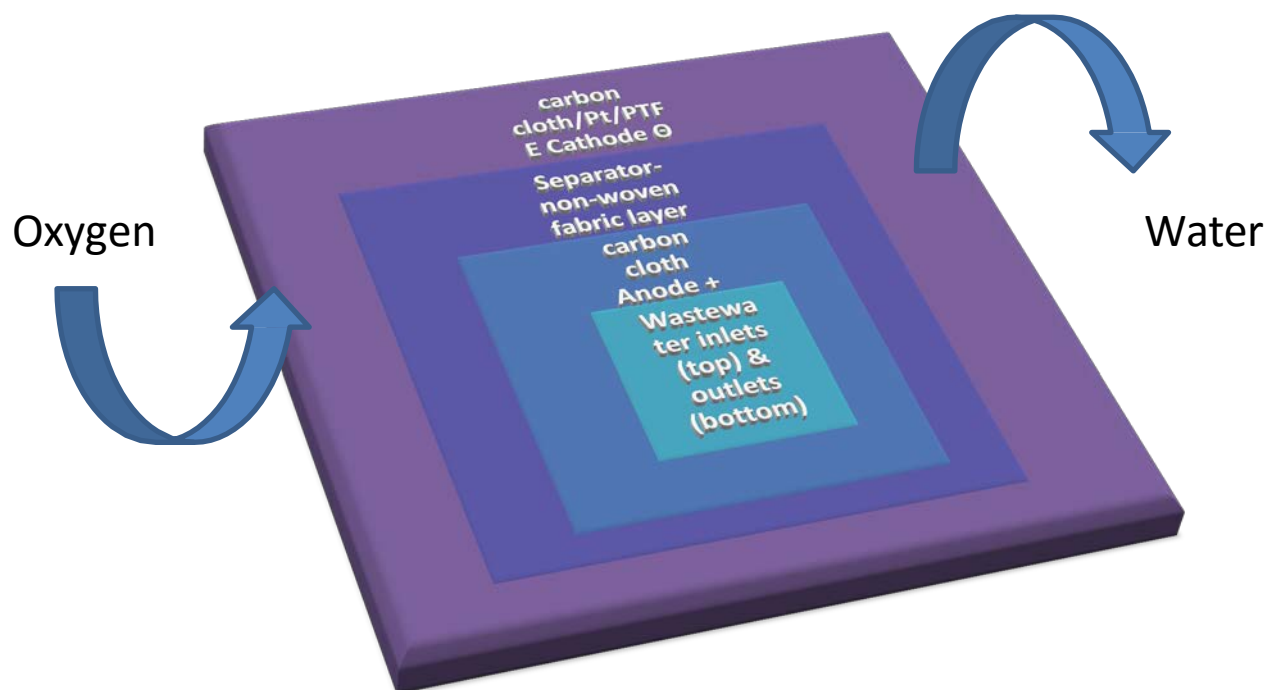 carbon
cloth/Pt/PTF
E Cathode Θ
Separator-
non-woven
fabric layer
carbon
cloth
Anode +
Wastewa
ter inlets
(top) &
outlets
(bottom)
Oxygen
Water